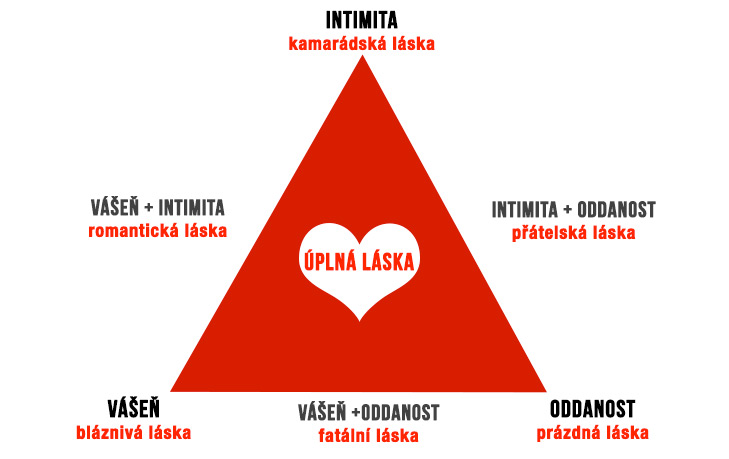 INTIMITA
kamarádská láska
VÁŠEŇ + INTIMITA
romantická láska
INTIMITA + ODDANOST
přátelská láska
ÚPLNÁ LÁSKA
VÁŠEŇ
bláznivá láska
VÁŠEŇ +ODDANOST
fatální láska
ODDANOST
prázdná láska